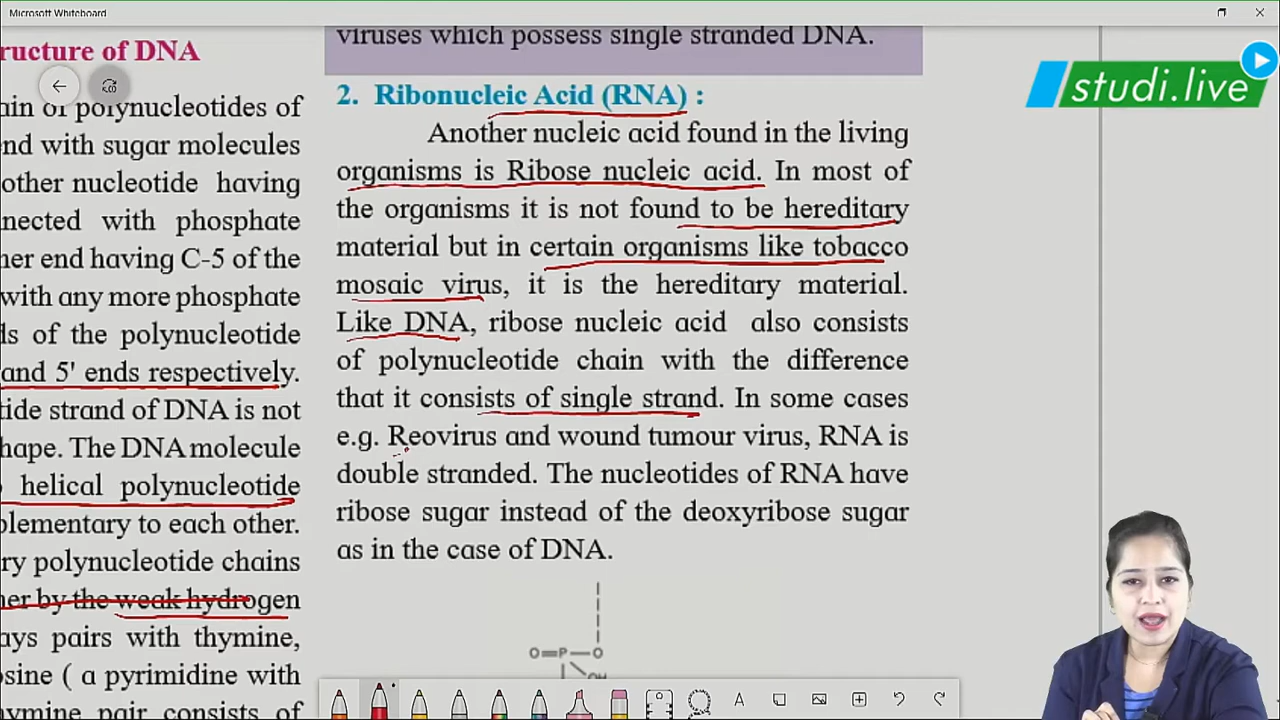 Microsoft Whiteboard
ructure of DNA
ain of polynucleotides of
end with sugar molecules
other nucleotide having
nnected with phosphate
her end having C-5 of the
with any more phosphate
ds of the polynucleotide
and 5' ends respectively.
tide strand of DNA is not
hape. The DNA molecule
helical polynucleotide
plementary to each other.
ry polynucleotide chains
her by the weak hydrogen
ays pairs with thymine,
osine ( a pyrimidine with
hymine pair consists of
viruses which possess single stranded DNA.
2. Ribonucleic Acid (RNA) :
Another nucleic acid found in the living
organisms is Ribose nucleic acid. In most of
the organisms it is not found to be hereditary
material but in certain organisms like tobacco
mosaic virus, it is the hereditary material.
Like DNA, ribose nucleic acid also consists
of polynucleotide chain with the difference
that it consists of single strand. In some cases
e.g. Reovirus and wound tumour virus, RNA is
double stranded. The nucleotides of RNA have
ribose sugar instead of the deoxyribose sugar
as in the case of DNA.
O=P—O
OH
studi.live